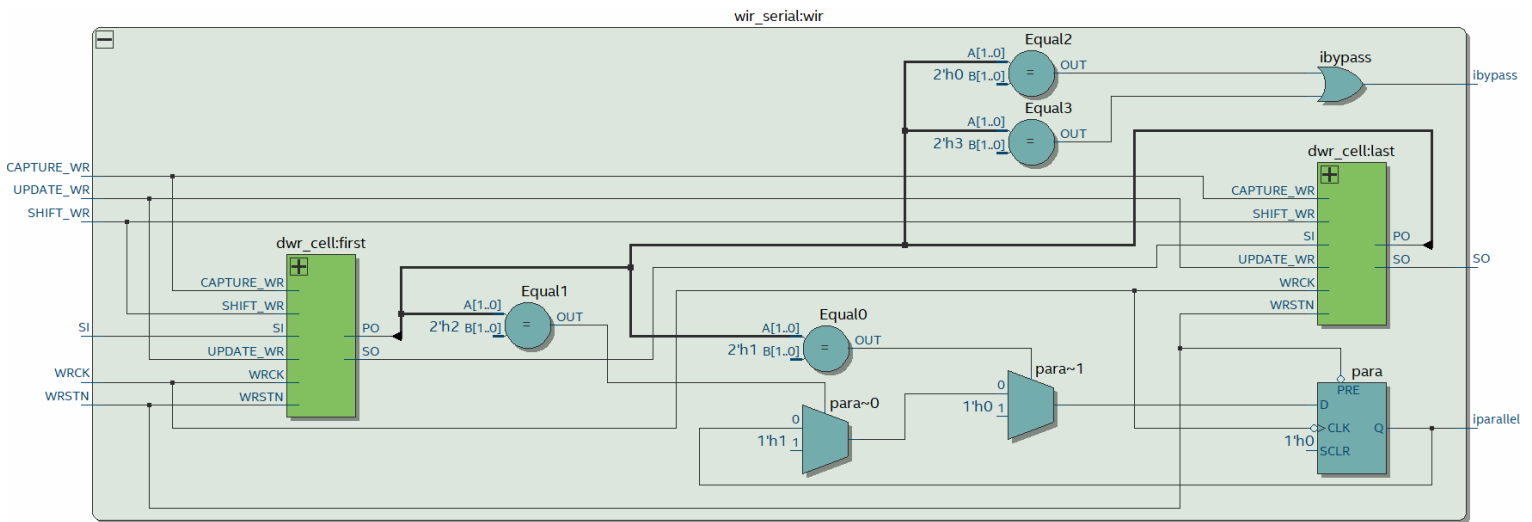 wir_serial:wir
Equal2
A[1..0]
2'h0 B[1..0]
=
OUT
ibypass
ibypass
Equal3
A[1..0]
2'h3 B[1..0]
=
OUT
CAPTURE_WR
UPDATE_WR
SHIFT_WR
dwr_cell:last
CAPTURE_WR
SHIFT_WR
SI
UPDATE_WR
WRCK
WRSTN
PO
SO
SO
dwr_cell:first
CAPTURE_WR
SHIFT_WR
SI
SI
UPDATE_WR
WRCK
WRCK
WRSTN
WRSTN
PO
SO
Equal1
A[1..0]
2'h2 B[1..0]
=
OUT
Equal0
A[1..0]
2'h1 B[1..0]
=
OUT
para~0
0
1'h1 1
para~1
0
1'h0 1
para
PRE
D
CLK
Q
1'h0
SCLR
iparallel